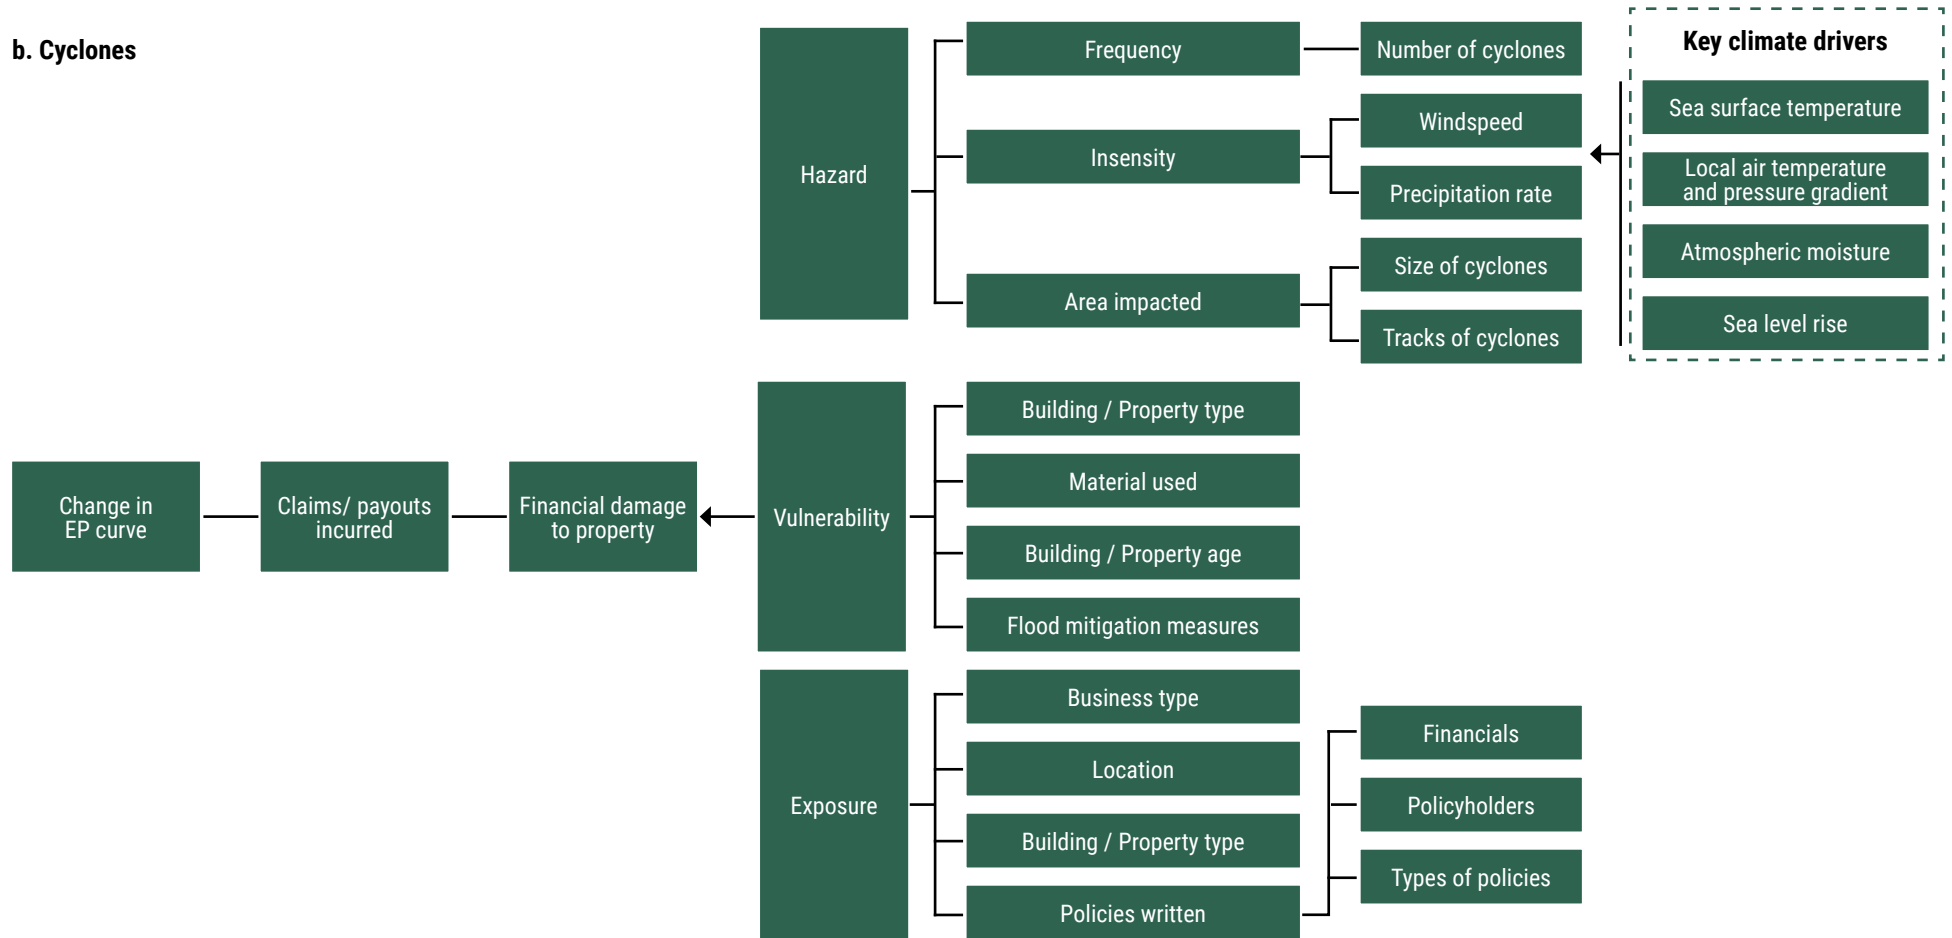 b. Cyclones
Hazard
Frequency
Number of cyclones
Insensity
Windspeed
Precipitation rate
Area impacted
Size of cyclones
Tracks of cyclones
Key climate drivers
Sea surface temperature
Local air temperature
and pressure gradient
Atmospheric moisture
Sea level rise
Change in
EP curve
Claims/ payouts
incurred
Financial damage
to property
Vulnerability
Building / Property type
Material used
Building / Property age
Flood mitigation measures
Exposure
Business type
Location
Building / Property type
Policies written
Financials
Policyholders
Types of policies